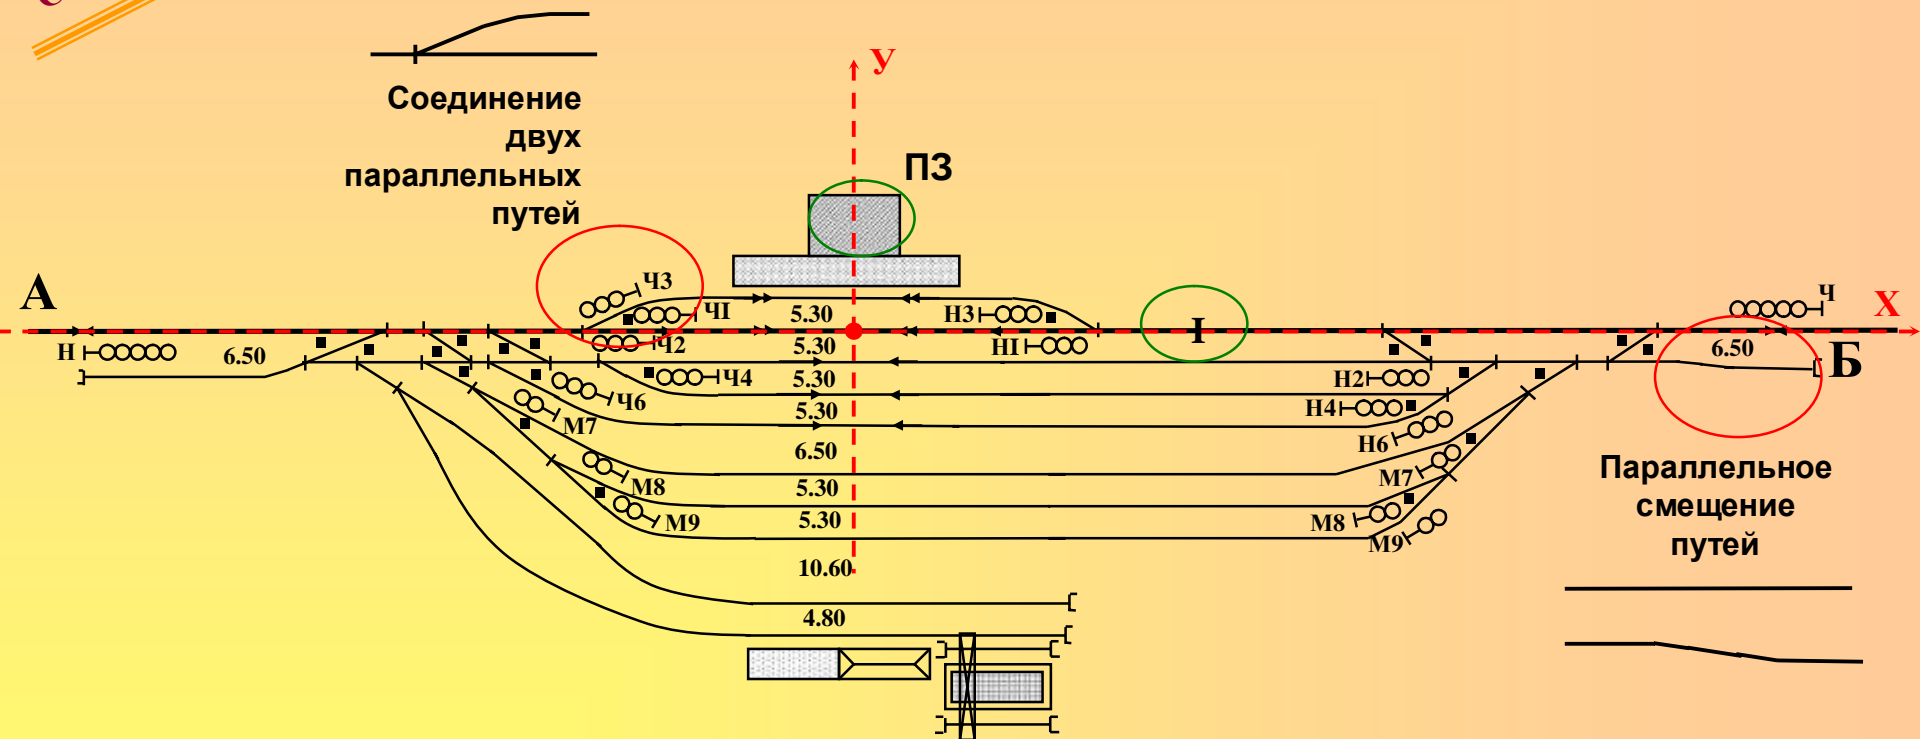 У
Соединение
двух
параллельных
путей
ПЗ
Ч3
ЧI
Ч2
Ч4
Ч6
М7
М8
М9
А
Н
6.50
5.30
5.30
5.30
5.30
6.50
5.30
5.30
10.60
4.80
Н3
НI
I
Н2
Н4
Н6
М7
М8
М9
Ч
Х
6.50
Б
Параллельное
смещение
путей